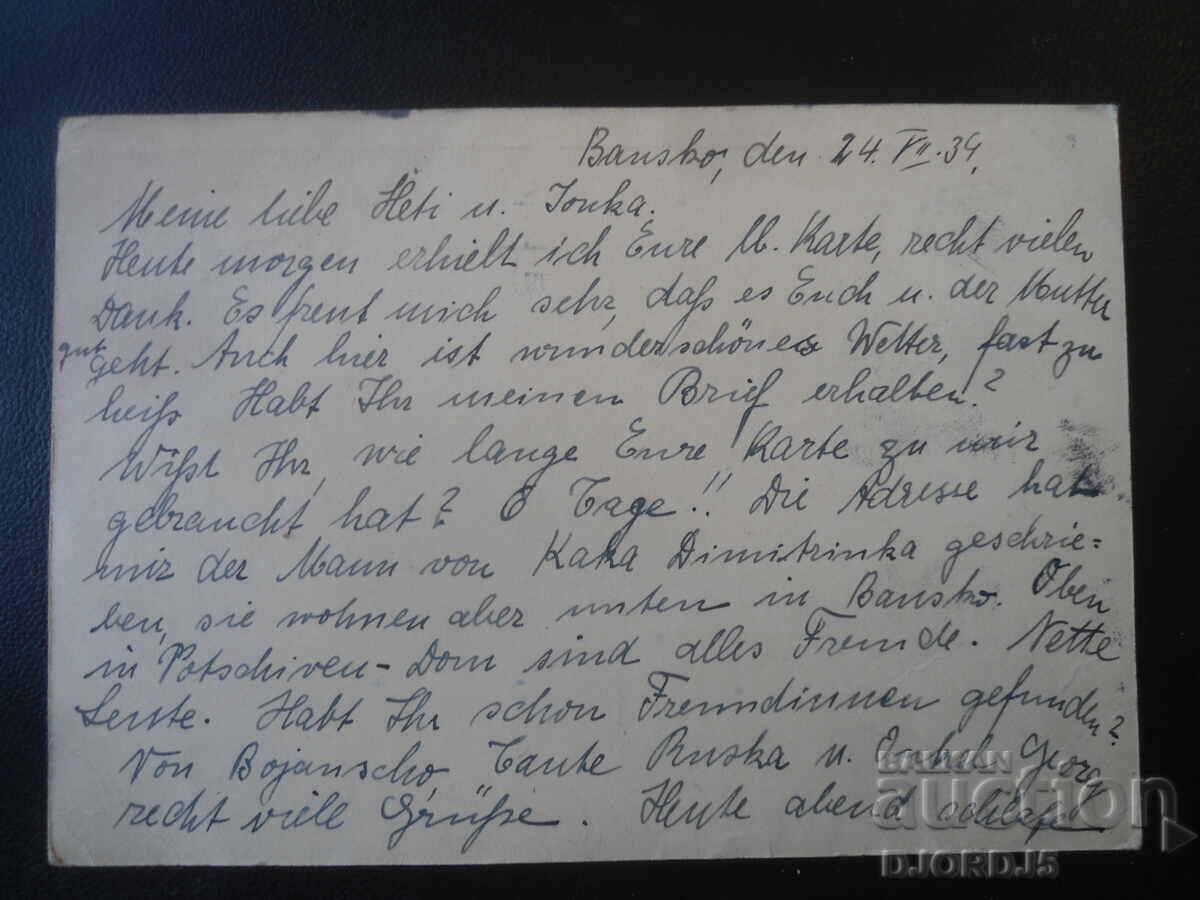 Bansko, den 24. VII. 34.
Meine liebe Heti u. Tonka.
Heute morgen erhielt ich Eure lb. Karte, recht vielen
Dank. Es freut mich sehr, daß es Euch u. der Mutter
gut
geht. Auch hier ist wunderschönes Wetter, fast zu
heiß Habt Ihr meinen Brief erhalten?
Wißt Ihr, wie lange Eure Karte zu mir
gebraucht hat? 6 Tage!! Die Adresse hat
mir der Mann von Kaka Dimitrinka geschrie=
ben, sie wohnen aber unten in Bansko. Oben
in Potschiven-Dom sind alles Fremde. Nette
Leute. Habt Ihr schon Freundinnen gefunden?
Von Bojanscho, Tante Ruska u. Onkel Georg
recht viele Grüße. Heute abend schlafe
BALKAN
auction
DJORDJ5